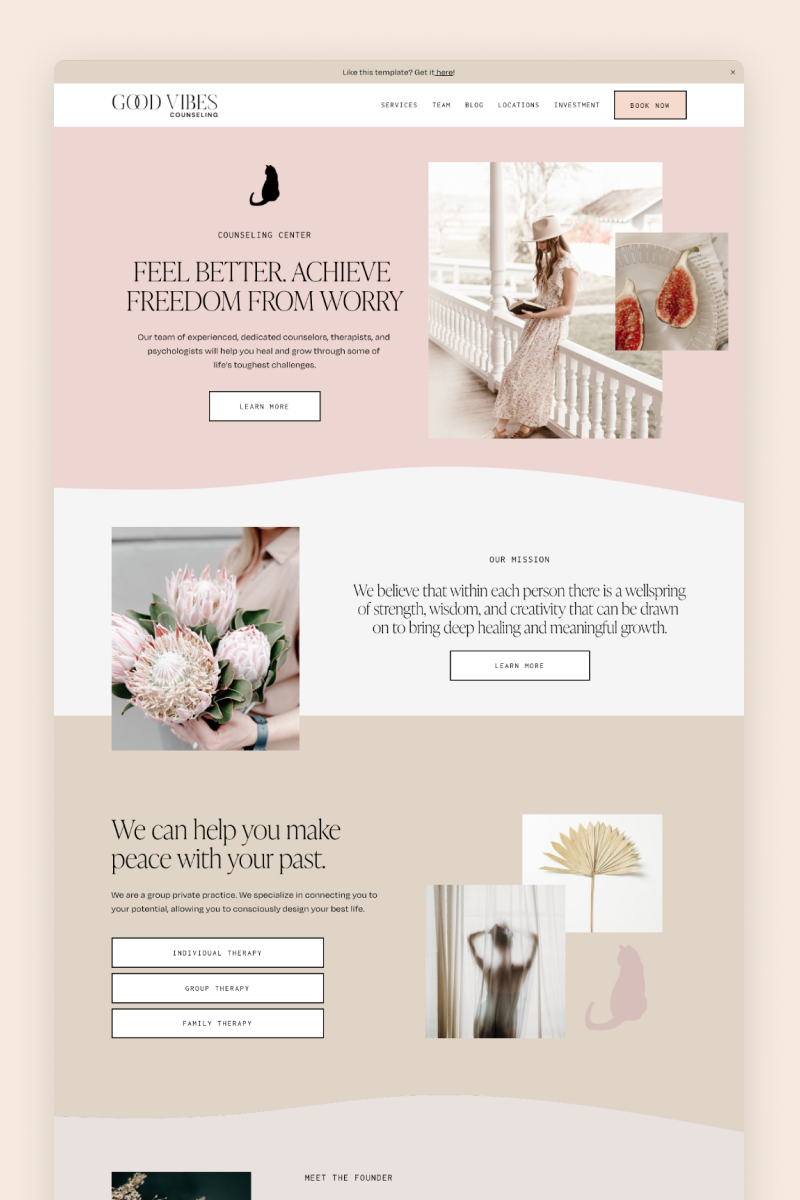 Like this template? Get it here!
×
GOOD VIBES
COUNSELING
SERVICES TEAM BLOG LOCATIONS INVESTMENT BOOK NOW
COUNSELING CENTER
FEEL BETTER. ACHIEVE
FREEDOM FROM WORRY
Our team of experienced, dedicated counselors, therapists, and
psychologists will help you heal and grow through some of
life's toughest challenges.
LEARN MORE
OUR MISSION
We believe that within each person there is a wellspring
of strength, wisdom, and creativity that can be drawn
on to bring deep healing and meaningful growth.
LEARN MORE
We can help you make
peace with your past.
We are a group private practice. We specialize in connecting you to
your potential, allowing you to consciously design your best life.
INDIVIDUAL THERAPY
GROUP THERAPY
FAMILY THERAPY
MEET THE FOUNDER